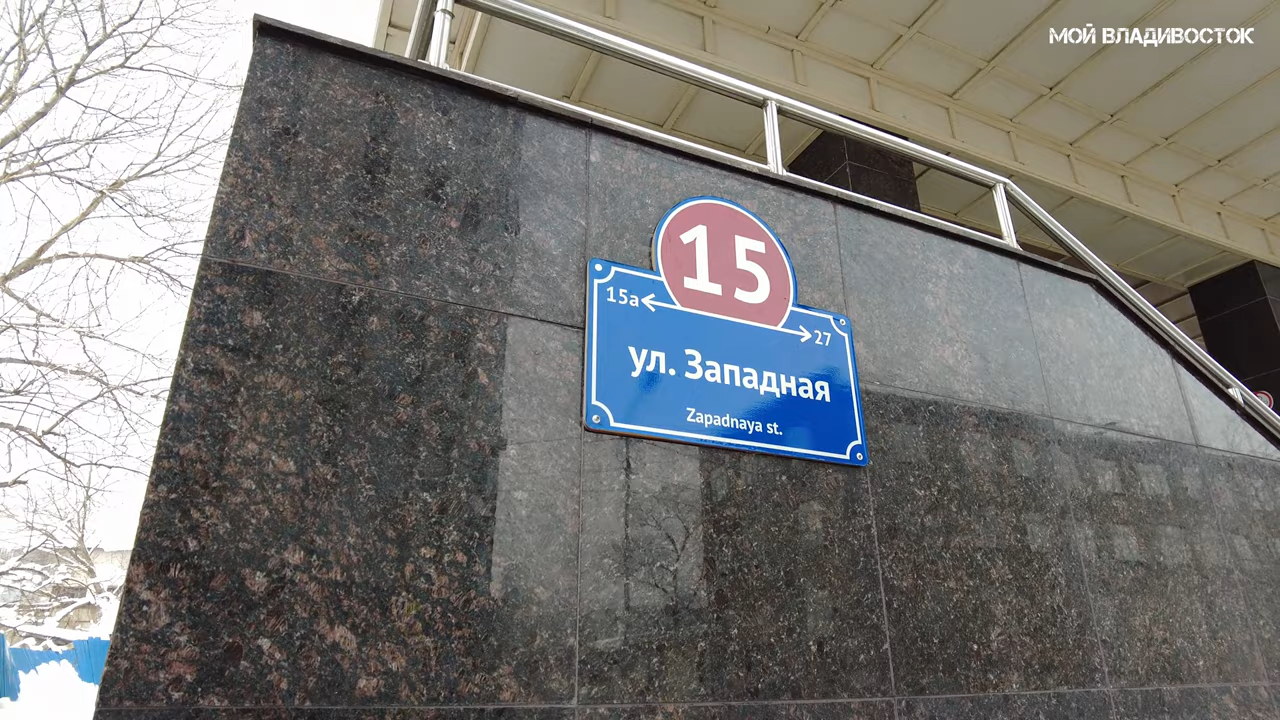 МОЙ ВЛАДИВОСТОК
15
15а
27
ул. Западная
Zapadnaya st.